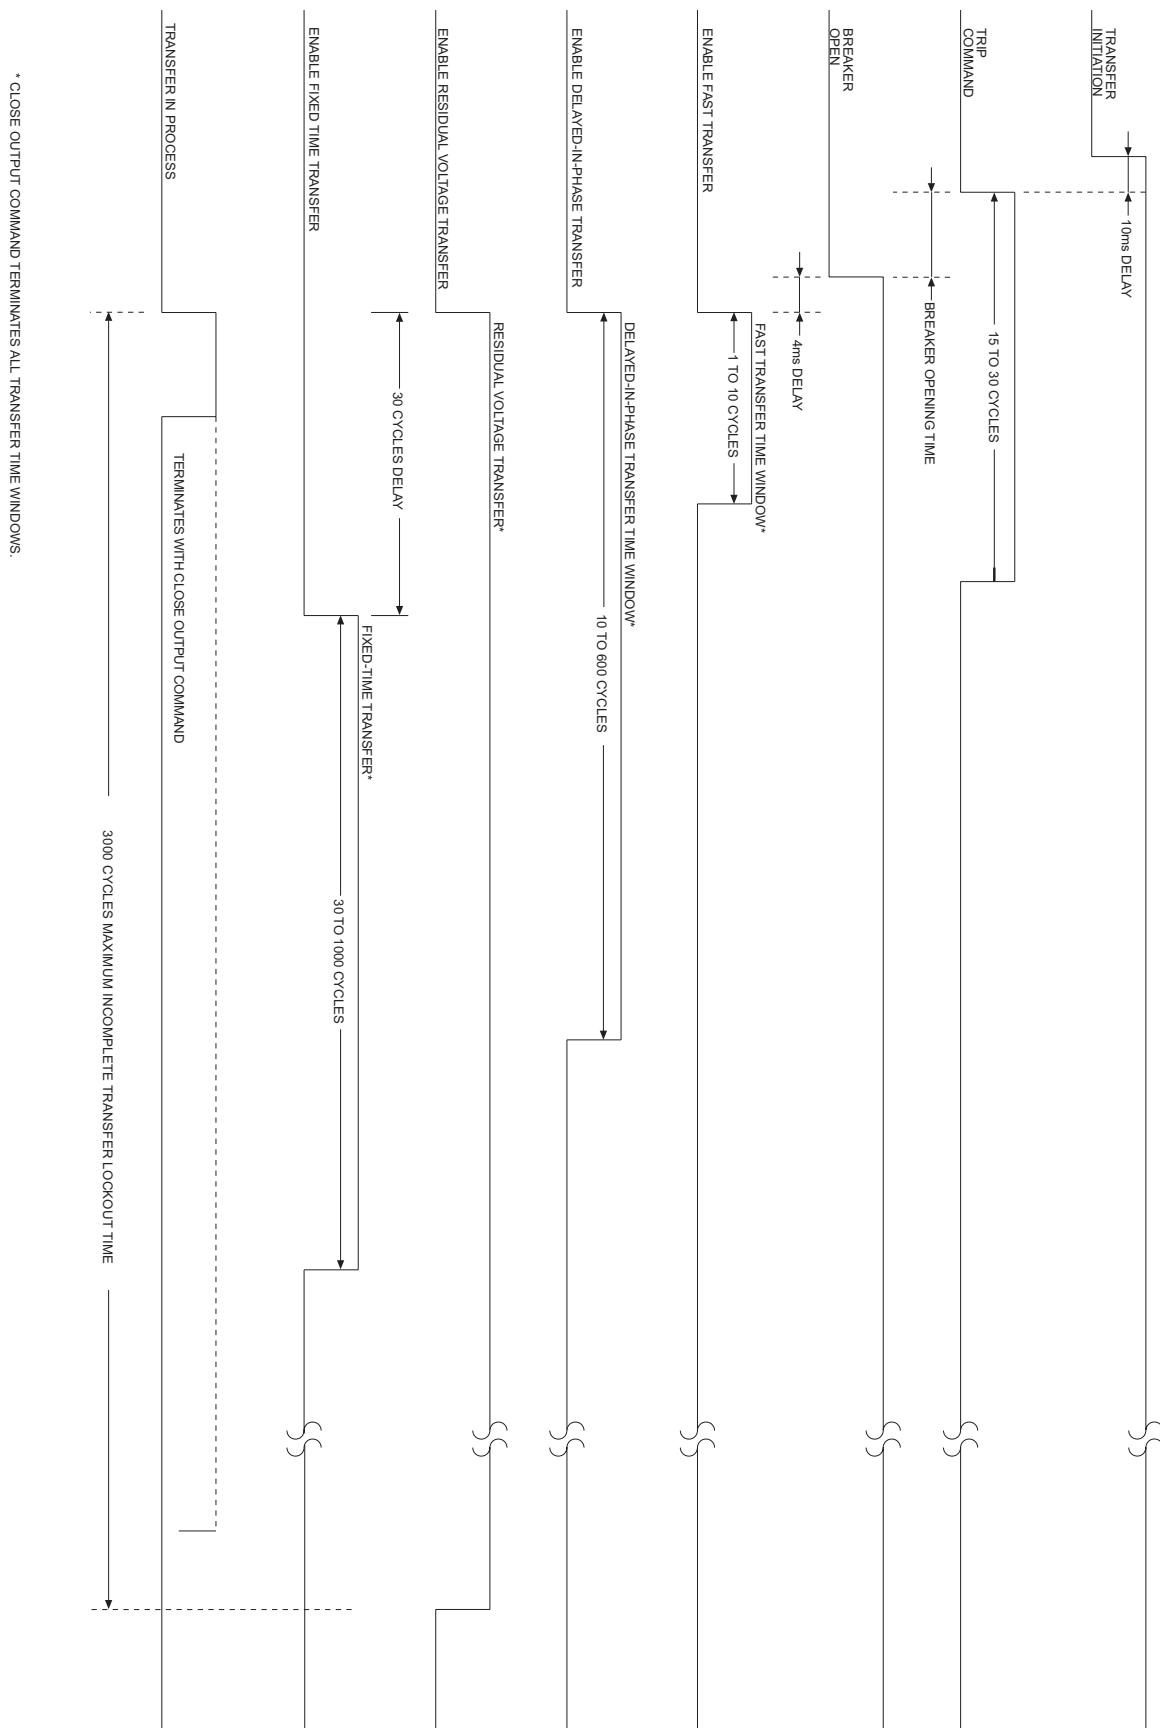 TRANSFER
INITIATION
10ms DELAY
TRIP
COMMAND
15 TO 30 CYCLES
BREAKER OPENING TIME
BREAKER
OPEN
4ms DELAY
FAST TRANSFER TIME WINDOW*
ENABLE FAST TRANSFER
1 TO 10 CYCLES
DELAYED-IN-PHASE TRANSFER TIME WINDOW*
ENABLE DELAYED-IN-PHASE TRANSFER
10 TO 600 CYCLES
RESIDUAL VOLTAGE TRANSFER*
ENABLE RESIDUAL VOLTAGE TRANSFER
30 CYCLES DELAY
FIXED-TIME TRANSFER*
ENABLE FIXED TIME TRANSFER
30 TO 1000 CYCLES
TERMINATES WITH CLOSE OUTPUT COMMAND
TRANSFER IN PROCESS
3000 CYCLES MAXIMUM INCOMPLETE TRANSFER LOCKOUT TIME
* CLOSE OUTPUT COMMAND TERMINATES ALL TRANSFER TIME WINDOWS.